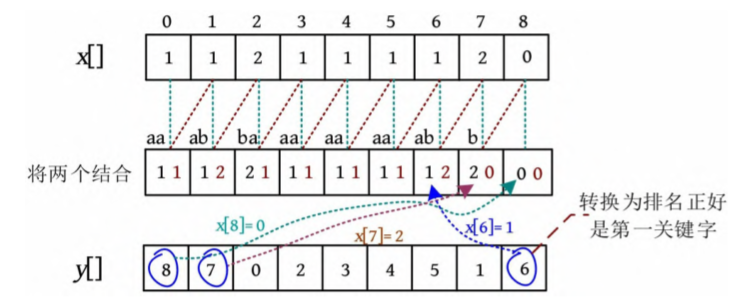 0 1 2 3 4 5 6 7 8
x[] 1 1 2 1 1 1 1 2 0
aa ab ba aa aa aa ab b
将两个结合 1 1 1 2 2 1 1 1 1 1 1 1 1 2 2 0 0 0
转换为排名正好
是第一关键字
x[8]=0 x[7]=2 x[6]=1
y[] 8 7 0 2 3 4 5 1 6